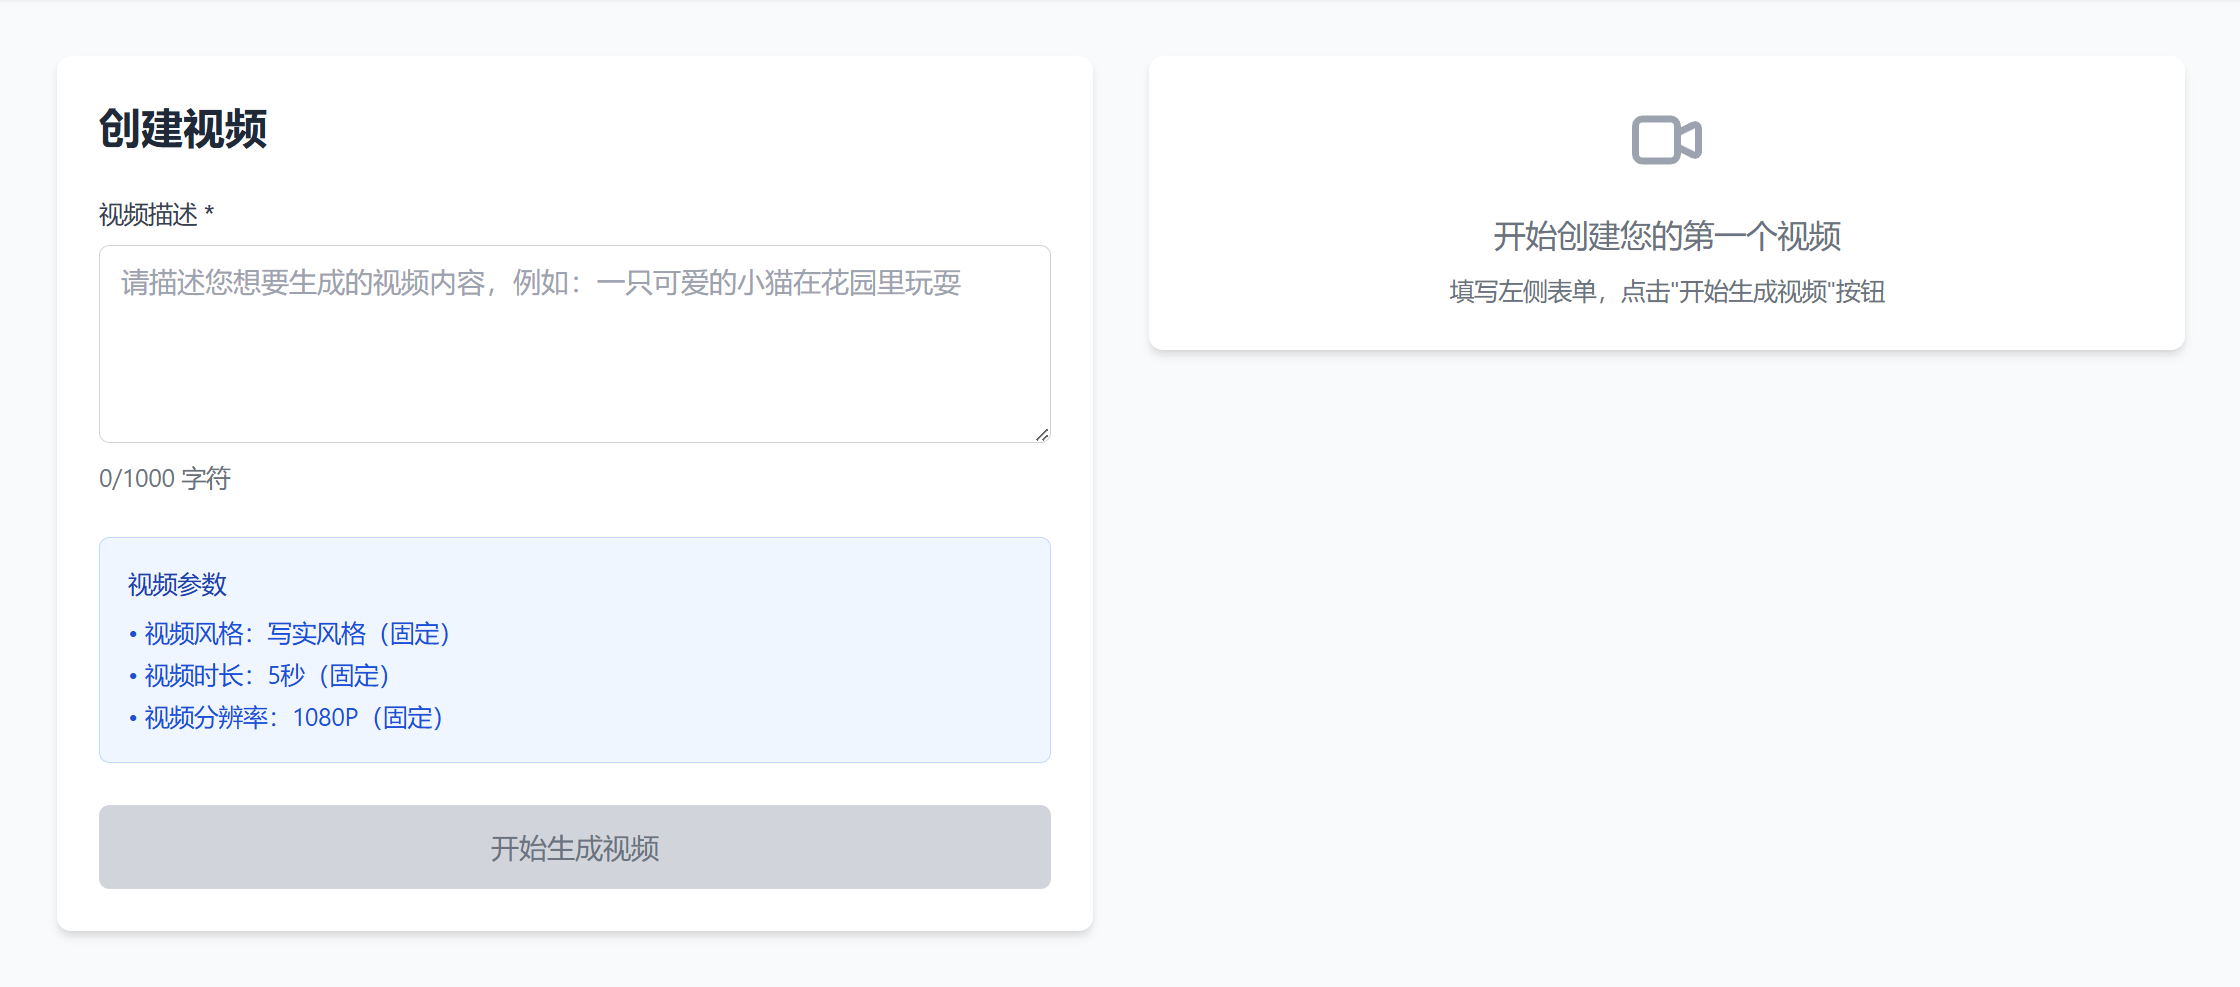 创建视频
视频描述 *
请描述您想要生成的视频内容，例如：一只可爱的小猫在花园里玩耍
0/1000 字符
视频参数
• 视频风格：写实风格（固定）
• 视频时长：5秒（固定）
• 视频分辨率：1080P（固定）
开始生成视频
开始创建您的第一个视频
填写左侧表单，点击"开始生成视频"按钮